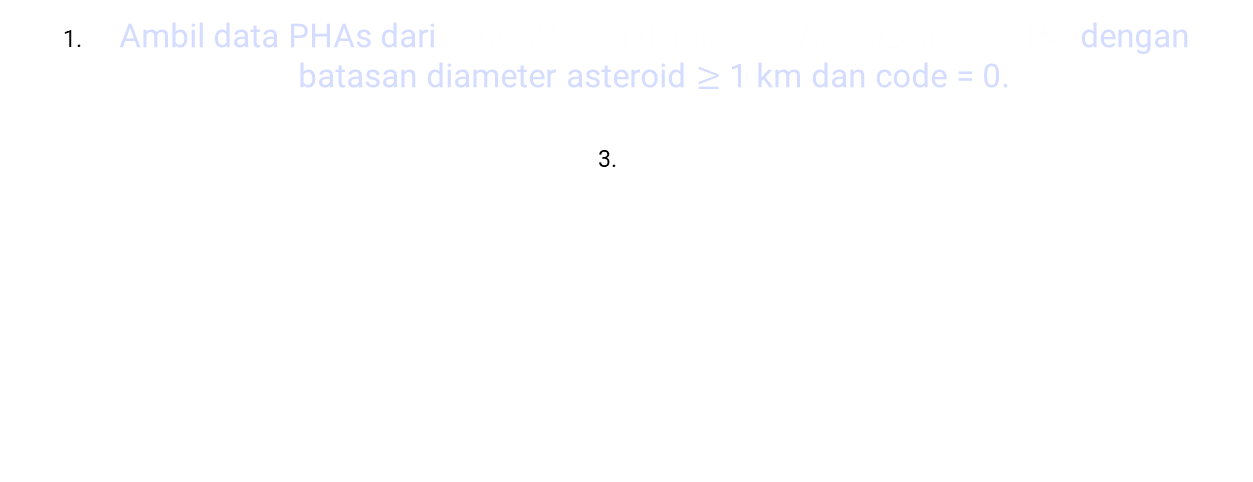 1. Ambil data PHAs dari dengan
batasan diameter asteroid ≥ 1 km dan code = 0.
3.